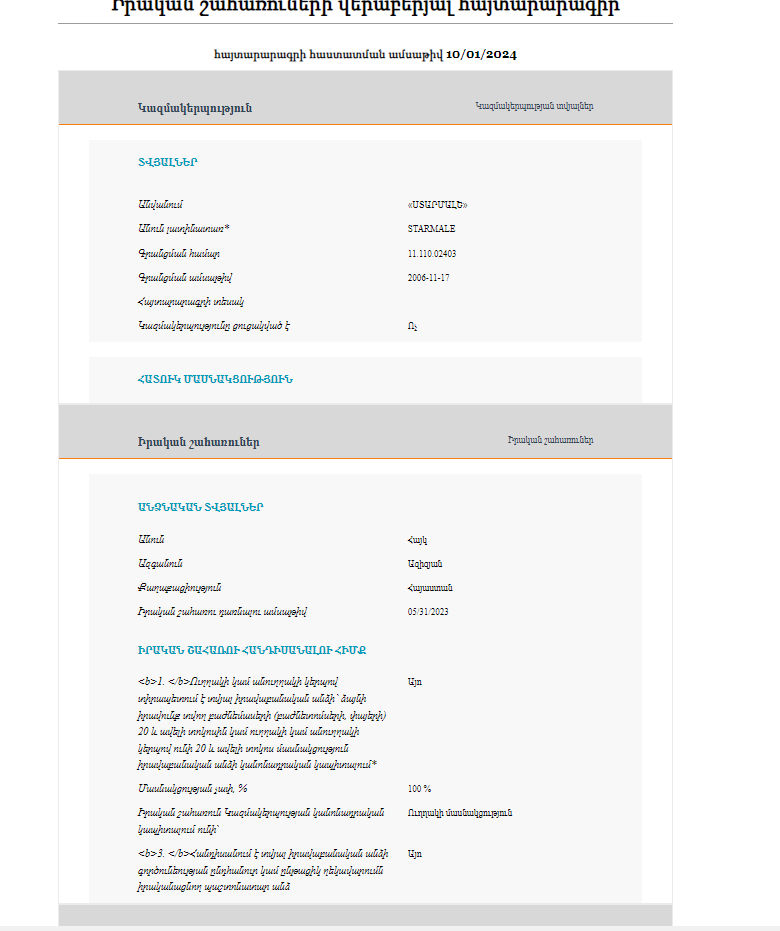 Իրական շահառուների վերաբերյալ հայտարարագիր
հայտարարագրի հաստատման ամսաթիվ 10/01/2024
Կազմակերպություն
Կազմակերպության տվյալներ
ՏՎՅԱԼՆԵՐ
Անվանում
«ՍՏԱՐՄԱԼԵ»
Անուն լատինատառ*
STARMALE
Գրանցման համար
11.110.02403
Գրանցման ամսաթիվ
2006-11-17
Հայտարարագրի տեսակ
Կազմակերպությունը ցուցակված է
Ոչ
ՀԱՏՈՒԿ ՄԱՍՆԱԿՑՈՒԹՅՈՒՆ
Իրական շահառուներ
Իրական շահառուներ
ԱՆՁՆԱԿԱՆ ՏՎՅԱԼՆԵՐ
Անուն
Հայկ
Ազգանուն
Ազիզյան
Քաղաքացիություն
Հայաստան
Իրական շահառու դառնալու ամսաթիվ
05/31/2023
ԻՐԱԿԱՆ ՇԱՀԱՌՈՒ ՀԱՆԴԻՍԱՆԱԼՈՒ ՀԻՄՔ
<b>1. </b>Ուղղակի կամ անուղղակի կերպով
Այո
տիրապետում է տվյալ իրավաբանական անձի` ձայնի
իրավունք տվող բաժնեմասերի (բաժնետոմսերի, փայերի)
20 և ավելի տոկոսին կամ ուղղակի կամ անուղղակի
կերպով ունի 20 և ավելի տոկոս մասնակցություն
իրավաբանական անձի կանոնադրական կապիտալում*
Մասնակցության չափ, %
100 %
Իրական շահառուն Կազմակերպության կանոնադրական
Ուղղակի մասնակցություն
կապիտալում ունի`
<b>3. </b>Հանդիսանում է տվյալ իրավաբանական անձի
Այո
գործունեության ընդհանուր կամ ընթացիկ ղեկավարումն
իրականացնող պաշտոնատար անձ